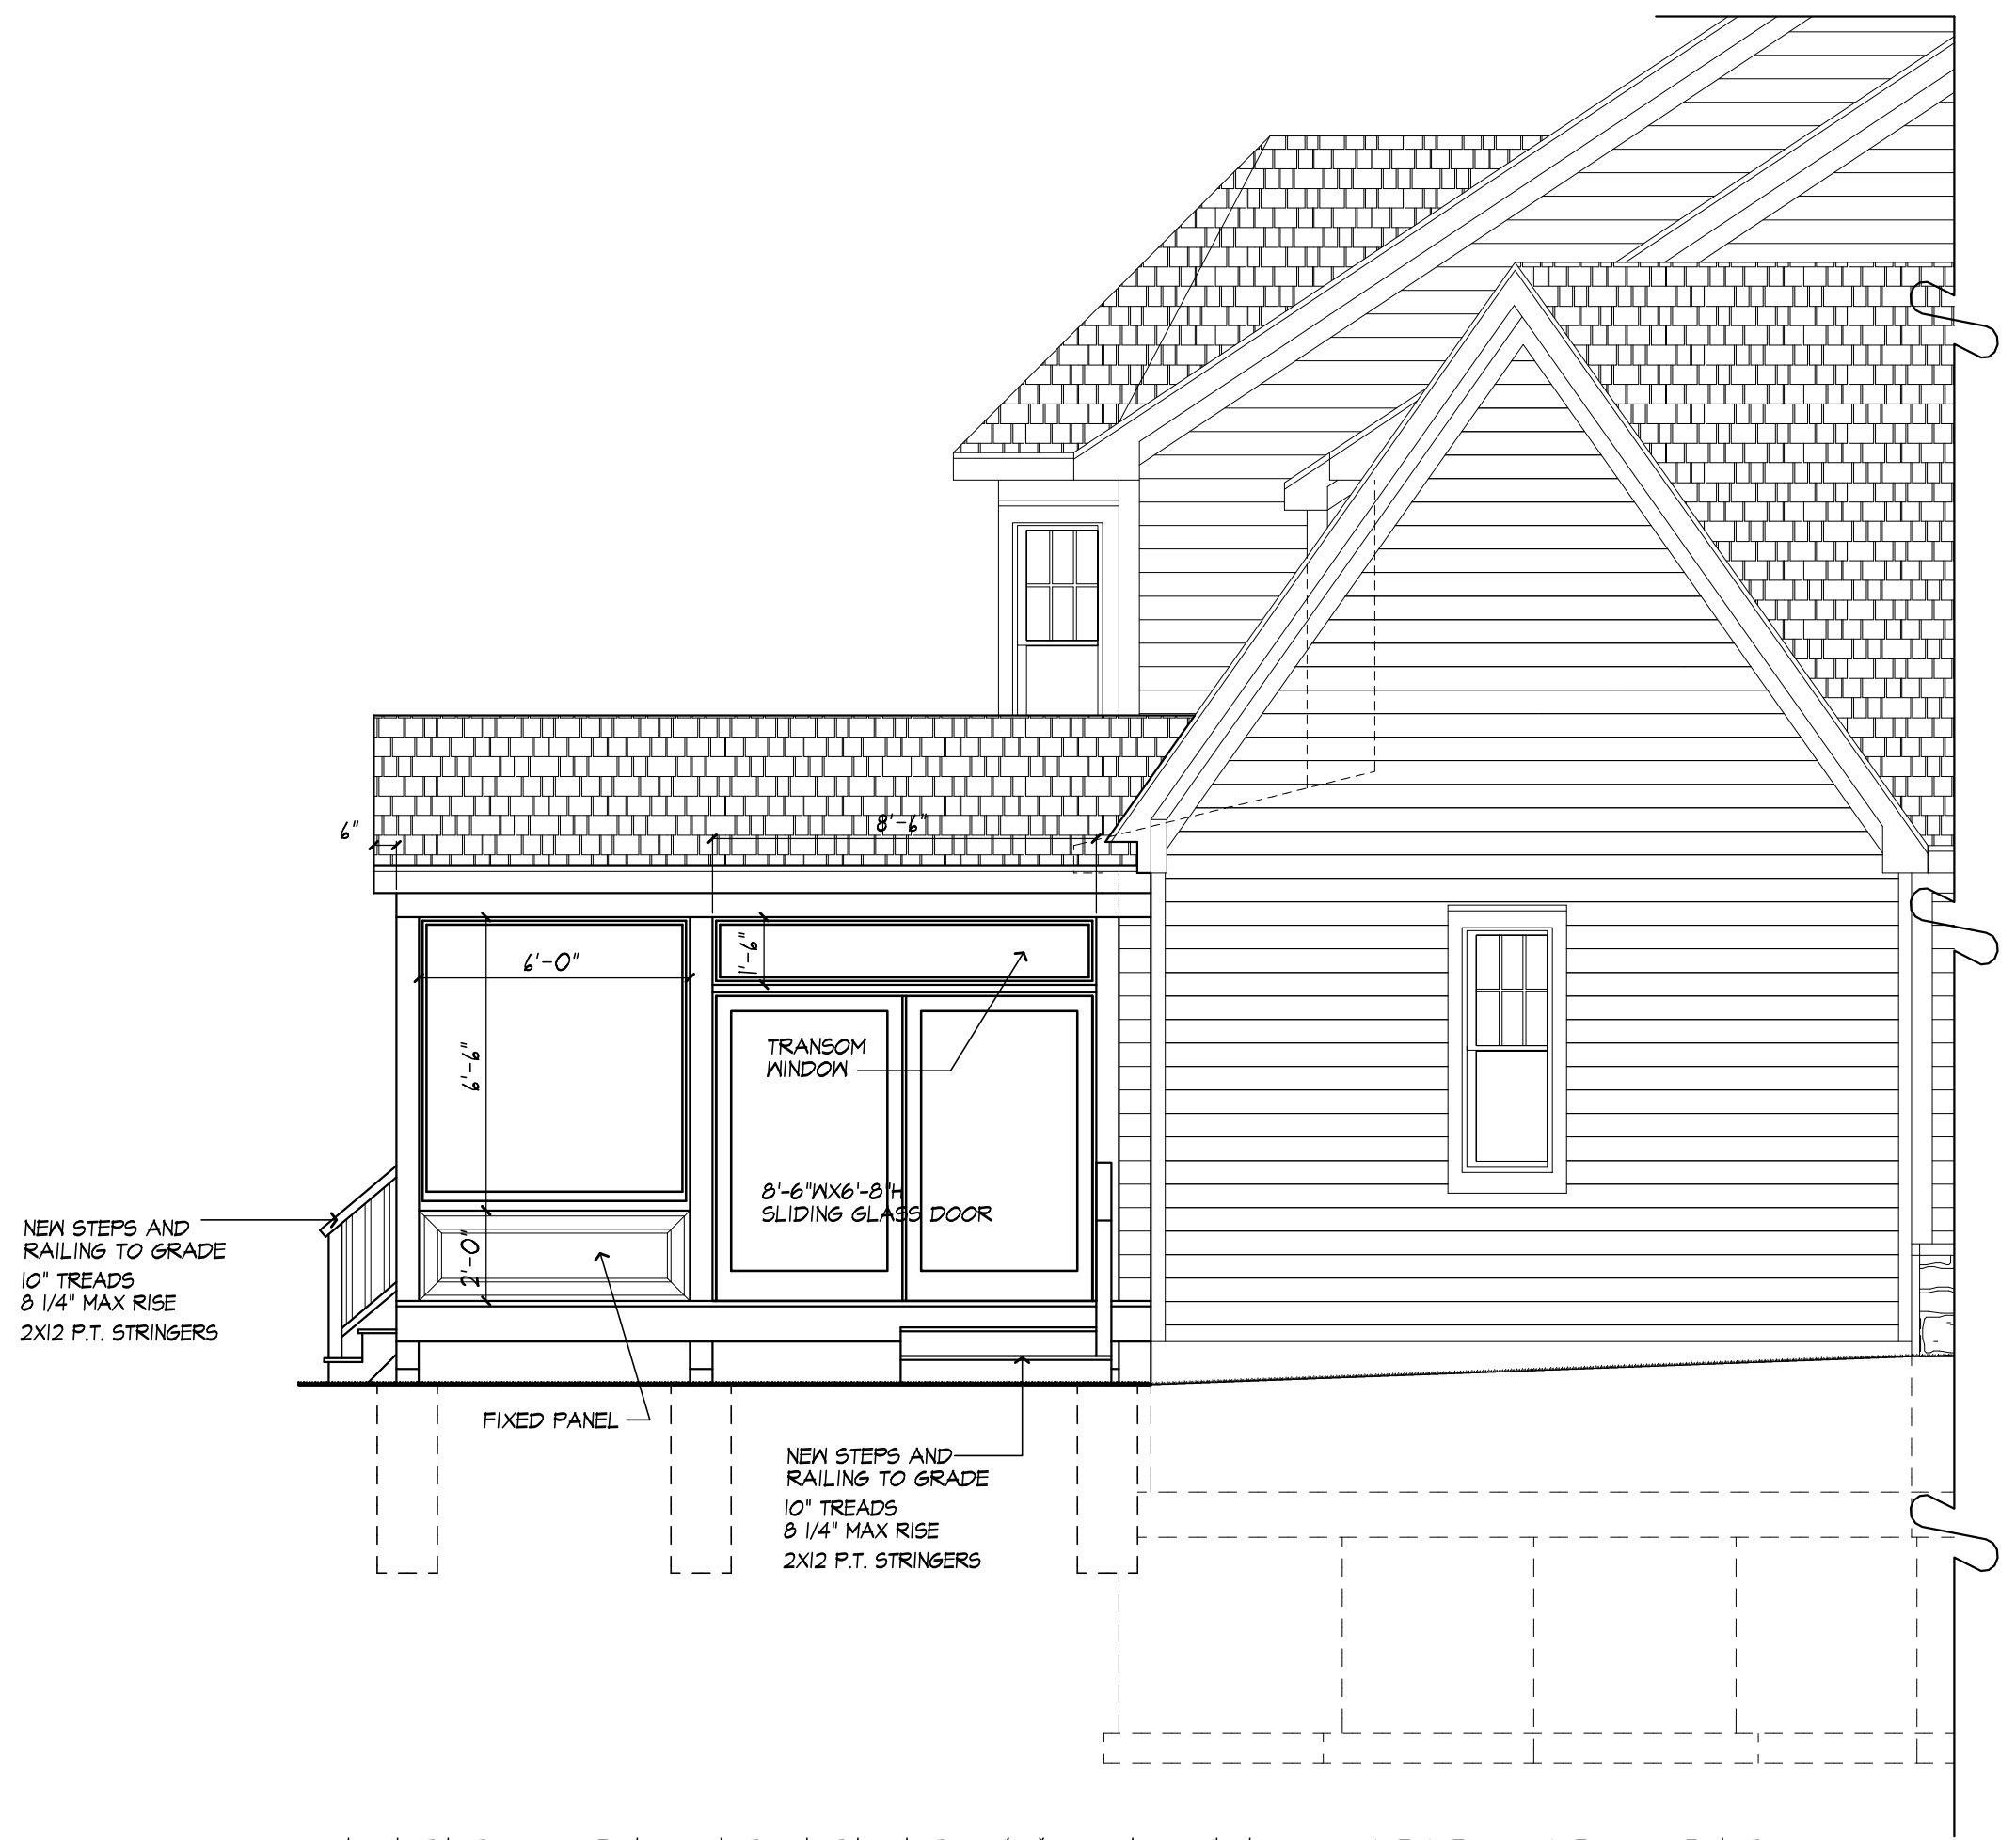 6"
8'-6"
6'-0"
1'-6"
6'-6"
TRANSOM
WINDOW
8'-6"WX6'-8"H
SLIDING GLASS DOOR
2'-0"
NEW STEPS AND
RAILING TO GRADE
10" TREADS
8 1/4" MAX RISE
2X12 P.T. STRINGERS
FIXED PANEL
NEW STEPS AND
RAILING TO GRADE
10" TREADS
8 1/4" MAX RISE
2X12 P.T. STRINGERS